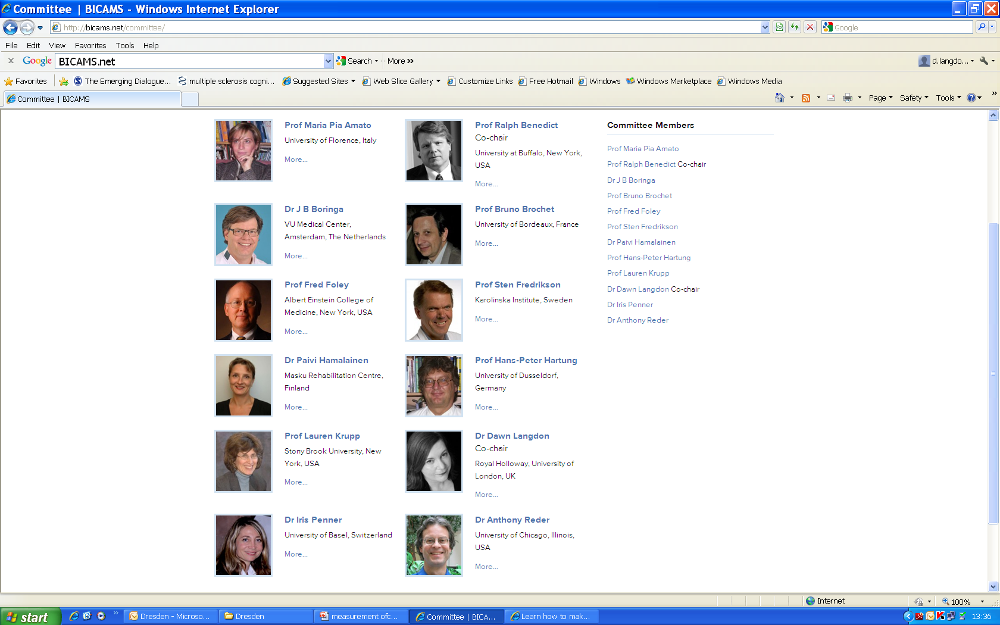 Committee | BICAMS - Windows Internet Explorer
http://bicams.net/committee/
Google
File Edit View Favorites Tools Help
x Google BICAMS.net Search More » d.langdo...
Favorites The Emerging Dialogue... multiple sclerosis cogni... Suggested Sites Web Slice Gallery Customize Links Free Hotmail Windows Windows Marketplace Windows Media
Committee | BICAMS Page Safety Tools »
Prof Maria Pia Amato
University of Florence, Italy
More...
Prof Ralph Benedict
Co-chair
University at Buffalo, New York,
USA
More...
Dr J B Boringa
VU Medical Center,
Amsterdam, The Netherlands
More...
Prof Bruno Brochet
University of Bordeaux, France
More...
Prof Fred Foley
Albert Einstein College of
Medicine, New York, USA
More...
Prof Sten Fredrikson
Karolinska Institute, Sweden
More...
Dr Paivi Hamalainen
Masku Rehabilitation Centre,
Finland
More...
Prof Hans-Peter Hartung
University of Dusseldorf,
Germany
More...
Prof Lauren Krupp
Stony Brook University, New
York, USA
More...
Dr Dawn Langdon
Co-chair
Royal Holloway, University of
London, UK
More...
Dr Iris Penner
University of Basel, Switzerland
More...
Dr Anthony Reder
University of Chicago, Illinois,
USA
More...
Committee Members
Prof Maria Pia Amato
Prof Ralph Benedict Co-chair
Dr J B Boringa
Prof Bruno Brochet
Prof Fred Foley
Prof Sten Fredrikson
Dr Paivi Hamalainen
Prof Hans-Peter Hartung
Prof Lauren Krupp
Dr Dawn Langdon Co-chair
Dr Iris Penner
Dr Anthony Reder
Internet 100%
start » Dresden - Microso... Dresden measurement ofc... Committee | BICA... Learn how to mak... 13:36